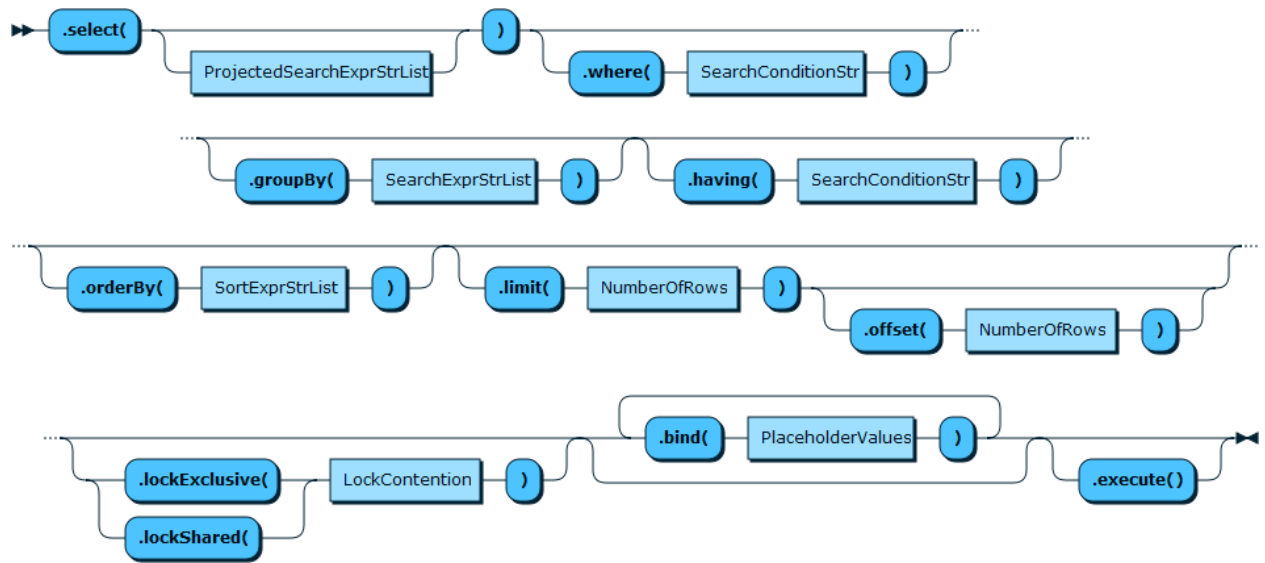 .select( ProjectedSearchExprStrList ) .where( SearchConditionStr )
.groupBy( SearchExprStrList ) .having( SearchConditionStr )
.orderBy( SortExprStrList ) .limit( NumberOfRows )
.offset( NumberOfRows )
.bind( PlaceholderValues )
.lockExclusive( LockContention ) .execute()
.lockShared(